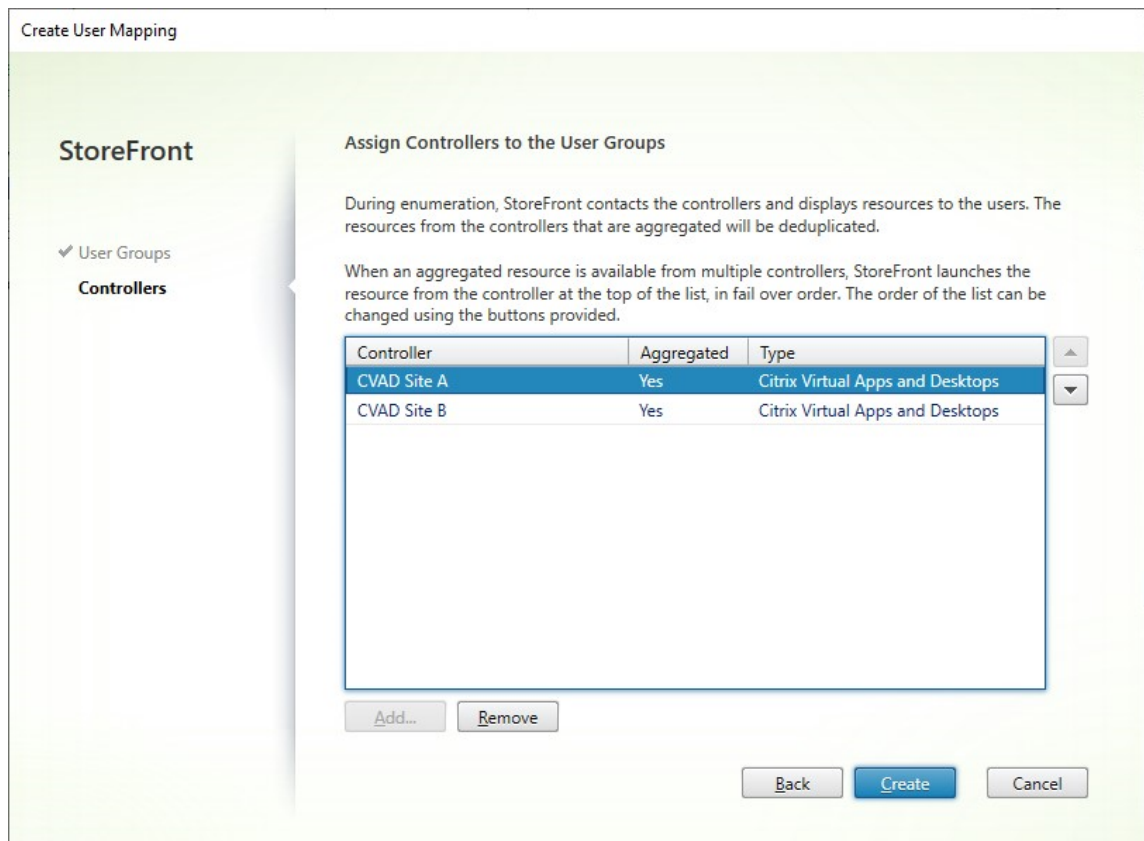 Create User Mapping
StoreFront
✔ User Groups
Controllers
Assign Controllers to the User Groups
During enumeration, StoreFront contacts the controllers and displays resources to the users. The
resources from the controllers that are aggregated will be deduplicated.
When an aggregated resource is available from multiple controllers, StoreFront launches the
resource from the controller at the top of the list, in fail over order. The order of the list can be
changed using the buttons provided.
Controller Aggregated Type
CVAD Site A Yes Citrix Virtual Apps and Desktops
CVAD Site B Yes Citrix Virtual Apps and Desktops
Add... Remove
Back Create Cancel